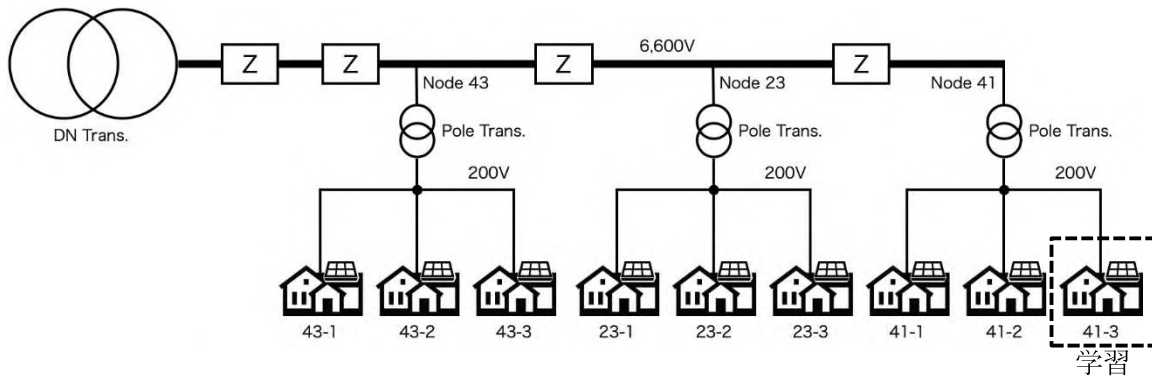 Z
Z
Z
6,600V
Z
Node 43
Node 23
Node 41
DN Trans.
Pole Trans.
Pole Trans.
Pole Trans.
200V
200V
200V
43-1
43-2
43-3
23-1
23-2
23-3
41-1
41-2
41-3
学習